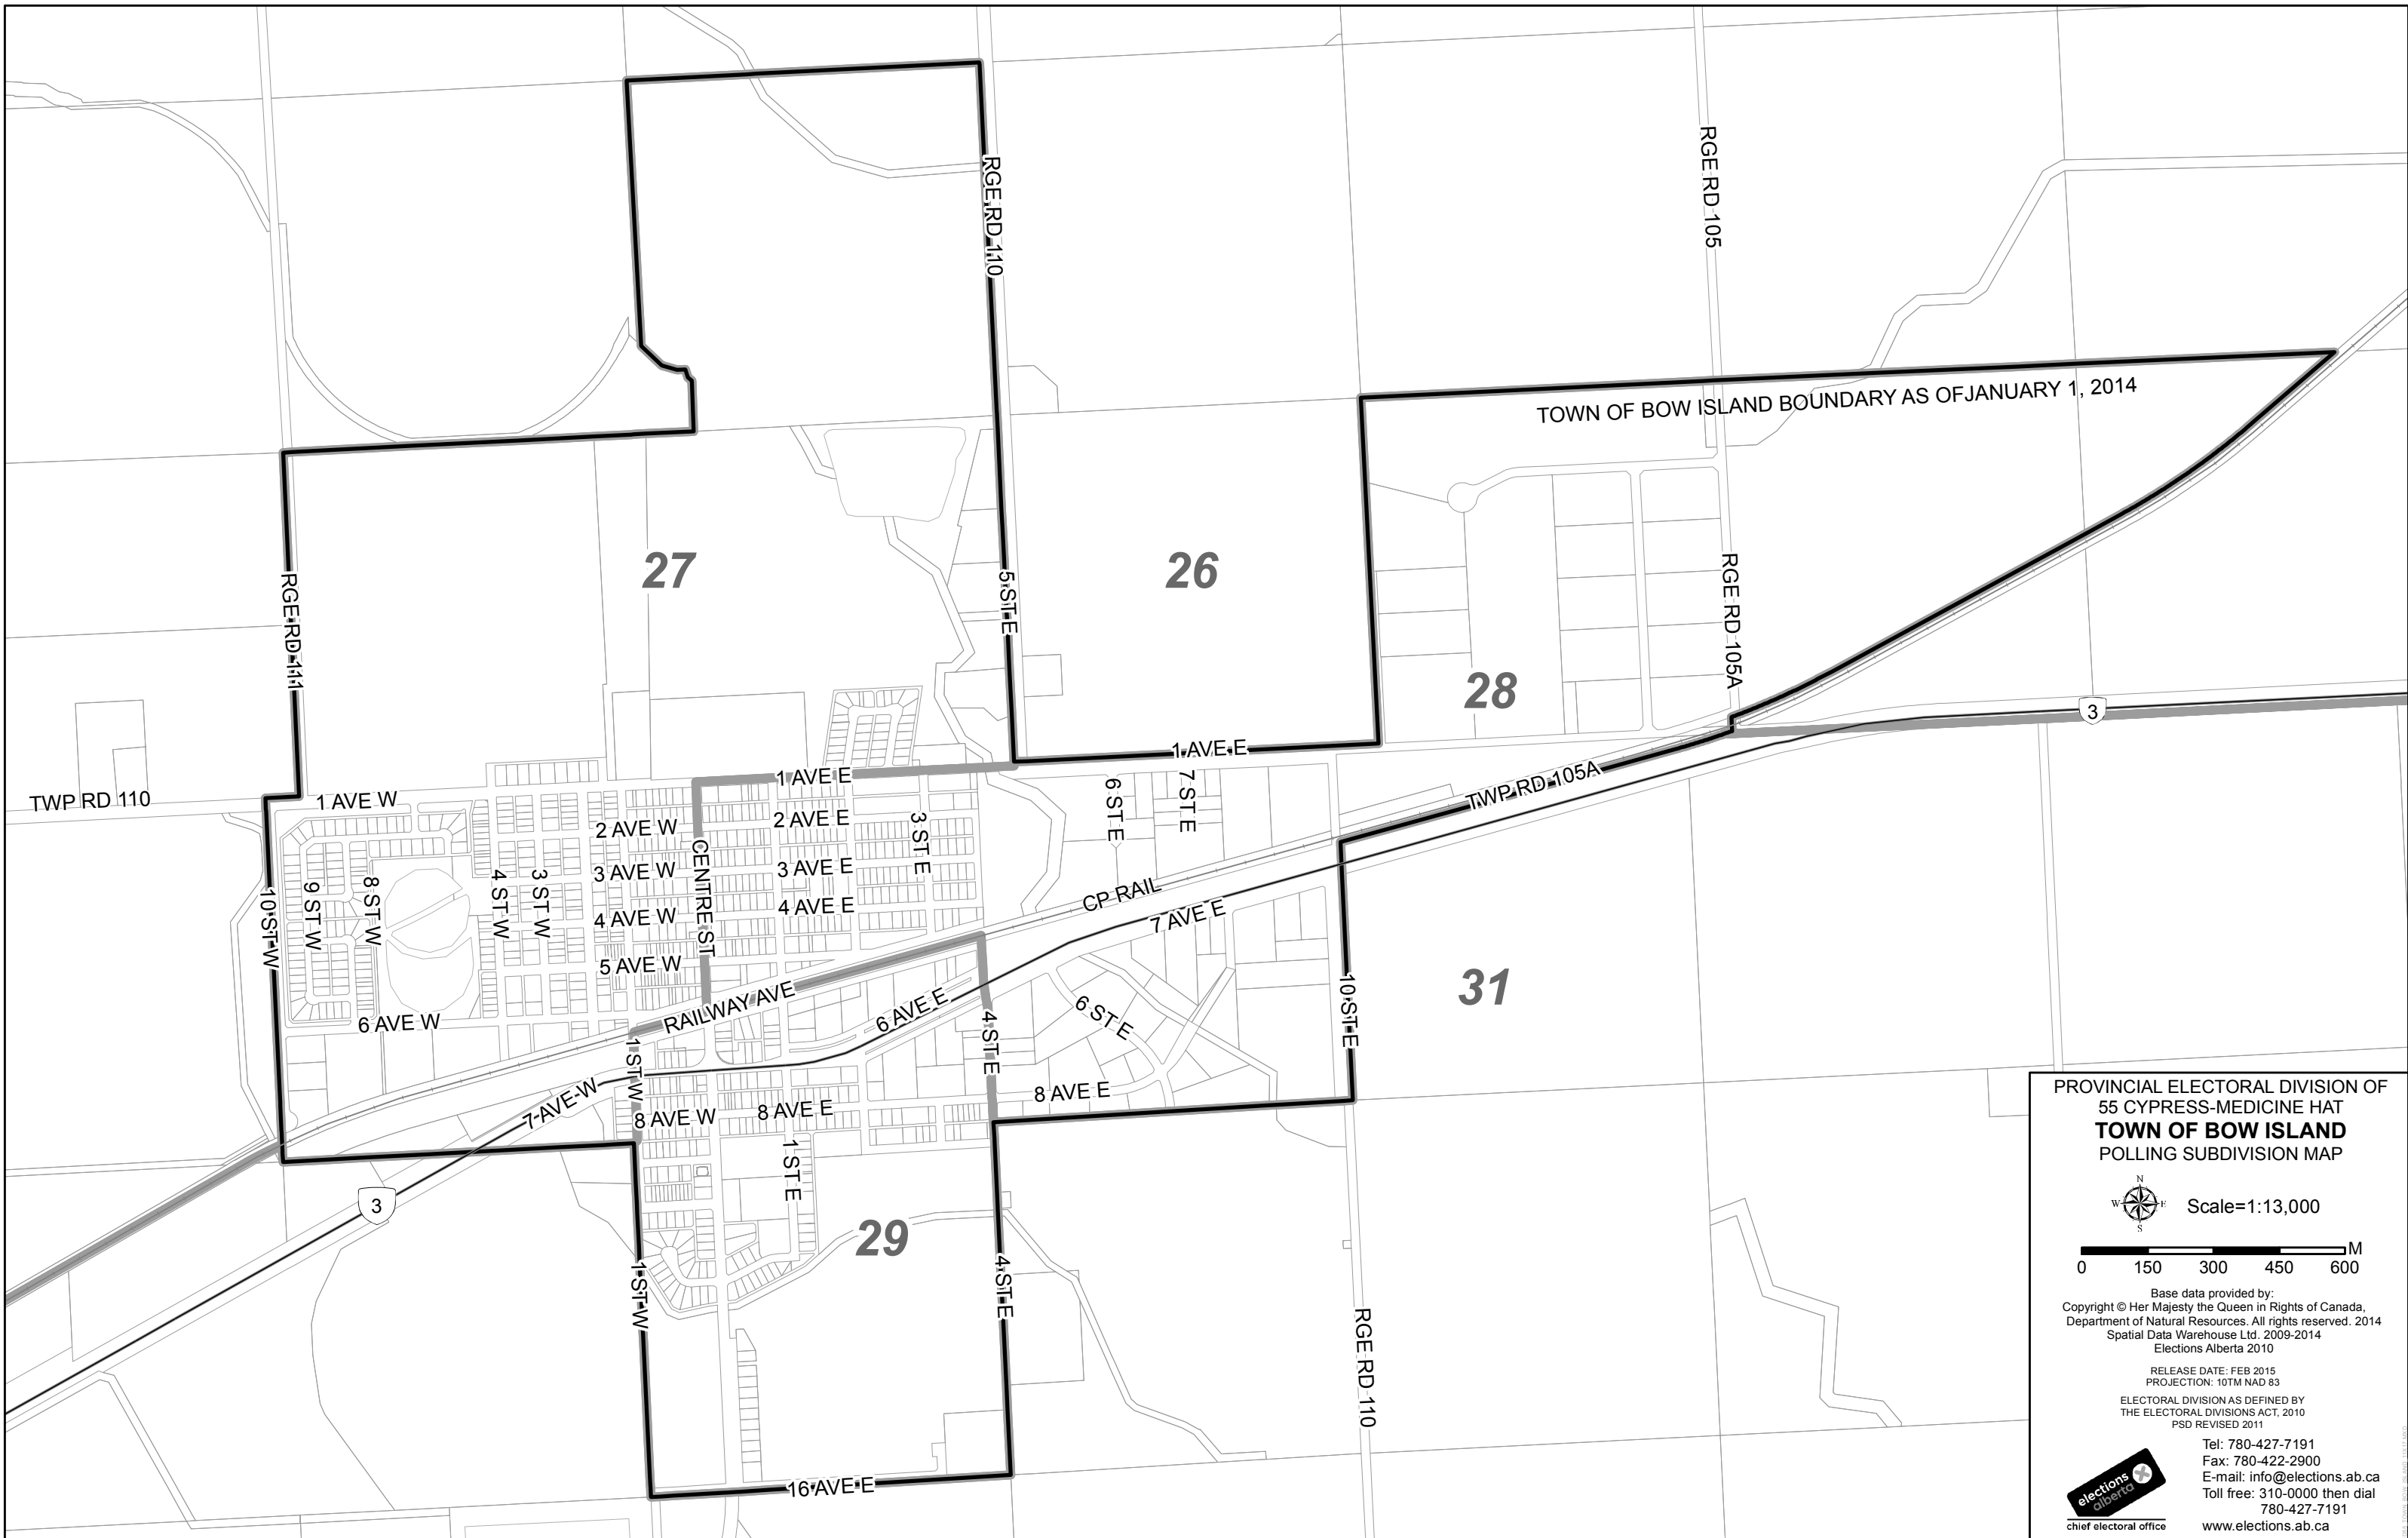 RGE RD 110
RGE RD 105
TOWN OF BOW ISLAND BOUNDARY AS OFJANUARY 1, 2014
27
26
28
RGE RD 111
5 ST E
RGE RD 105A
3
1 AVE E
1 AVE E
TWP RD 110
1 AVE W
TWP RD 105A
6 ST E
7 ST E
2 AVE W
2 AVE E
3 ST E
CENTRE ST
3 AVE W
3 AVE E
10 ST W
9 ST W
8 ST W
4 ST W
3 ST W
4 AVE W
4 AVE E
CP RAIL
7 AVE E
5 AVE W
RAILWAY AVE
6 AVE E
6 AVE W
4 ST E
6 ST E
10 ST E
31
1 ST W
7 AVE W
8 AVE W
8 AVE E
8 AVE E
1 ST E
3
29
1 ST W
4 ST E
RGE RD 110
16 AVE E
PROVINCIAL ELECTORAL DIVISION OF
55 CYPRESS-MEDICINE HAT
TOWN OF BOW ISLAND
POLLING SUBDIVISION MAP
N
W E
S
Scale=1:13,000
M
0 150 300 450 600
Base data provided by:
Copyright © Her Majesty the Queen in Rights of Canada,
Department of Natural Resources. All rights reserved. 2014
Spatial Data Warehouse Ltd. 2009-2014
Elections Alberta 2010
RELEASE DATE: FEB 2015
PROJECTION: 10TM NAD 83
ELECTORAL DIVISION AS DEFINED BY
THE ELECTORAL DIVISIONS ACT, 2010
PSD REVISED 2011
elections
alberta
chief electoral office
Tel: 780-427-7191
Fax: 780-422-2900
E-mail: info@elections.ab.ca
Toll free: 310-0000 then dial
780-427-7191
www.elections.ab.ca